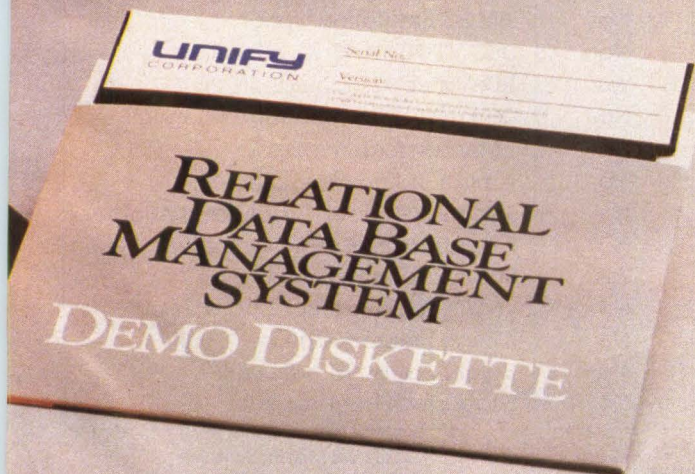 UNIFY
CORPORATION
Serial No.
Version:
RELATIONAL
DATA BASE
MANAGEMENT
SYSTEM
DEMO DISKETTE